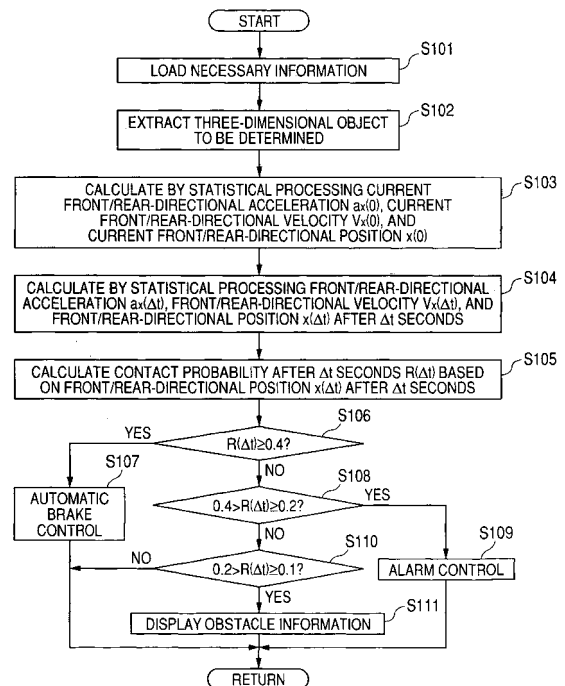 START
S101
LOAD NECESSARY INFORMATION
S102
EXTRACT THREE-DIMENSIONAL OBJECT
TO BE DETERMINED
S103
CALCULATE BY STATISTICAL PROCESSING CURRENT
FRONT/REAR-DIRECTIONAL ACCELERATION ax(0), CURRENT
FRONT/REAR-DIRECTIONAL VELOCITY Vx(0), AND
CURRENT FRONT/REAR-DIRECTIONAL POSITION x(0)
S104
CALCULATE BY STATISTICAL PROCESSING FRONT/REAR-DIRECTIONAL
ACCELERATION ax(Δt), FRONT/REAR-DIRECTIONAL VELOCITY Vx(Δt), AND
FRONT/REAR-DIRECTIONAL POSITION x(Δt) AFTER Δt SECONDS
S105
CALCULATE CONTACT PROBABILITY AFTER Δt SECONDS R(Δt) BASED
ON FRONT/REAR-DIRECTIONAL POSITION x(Δt) AFTER Δt SECONDS
S106
R(Δt)≥0.4?
YES
NO
S107
AUTOMATIC
BRAKE
CONTROL
S108
0.4>R(Δt)≥0.2?
YES
NO
S109
ALARM CONTROL
S110
0.2>R(Δt)≥0.1?
NO
YES
S111
DISPLAY OBSTACLE INFORMATION
RETURN